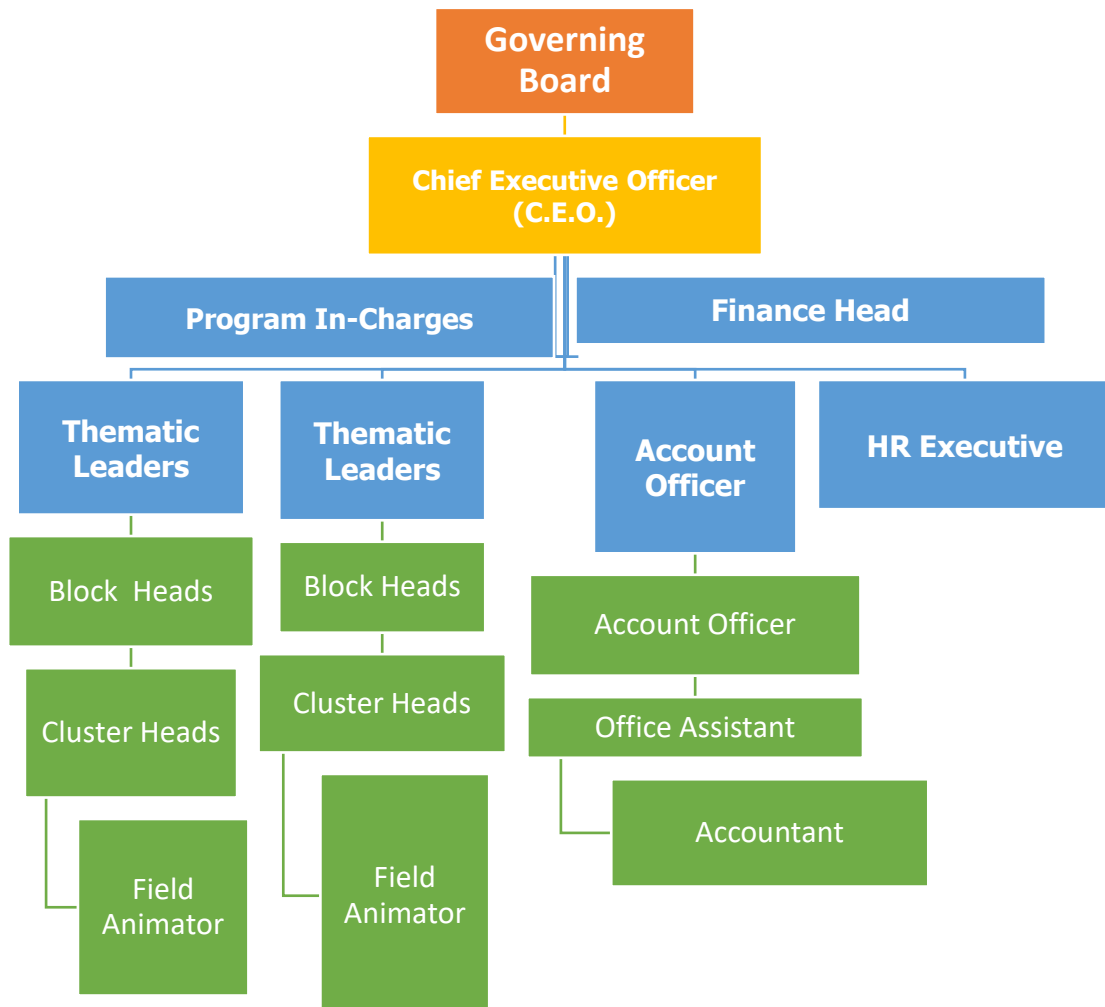 Governing
Board
Chief Executive Officer
(C.E.O.)
Program In-Charges
Finance Head
Thematic
Leaders
Thematic
Leaders
Account
Officer
HR Executive
Block  Heads
Block Heads
Account Officer
Cluster Heads
Cluster Heads
Office Assistant
Accountant
Field
Animator
Field
Animator